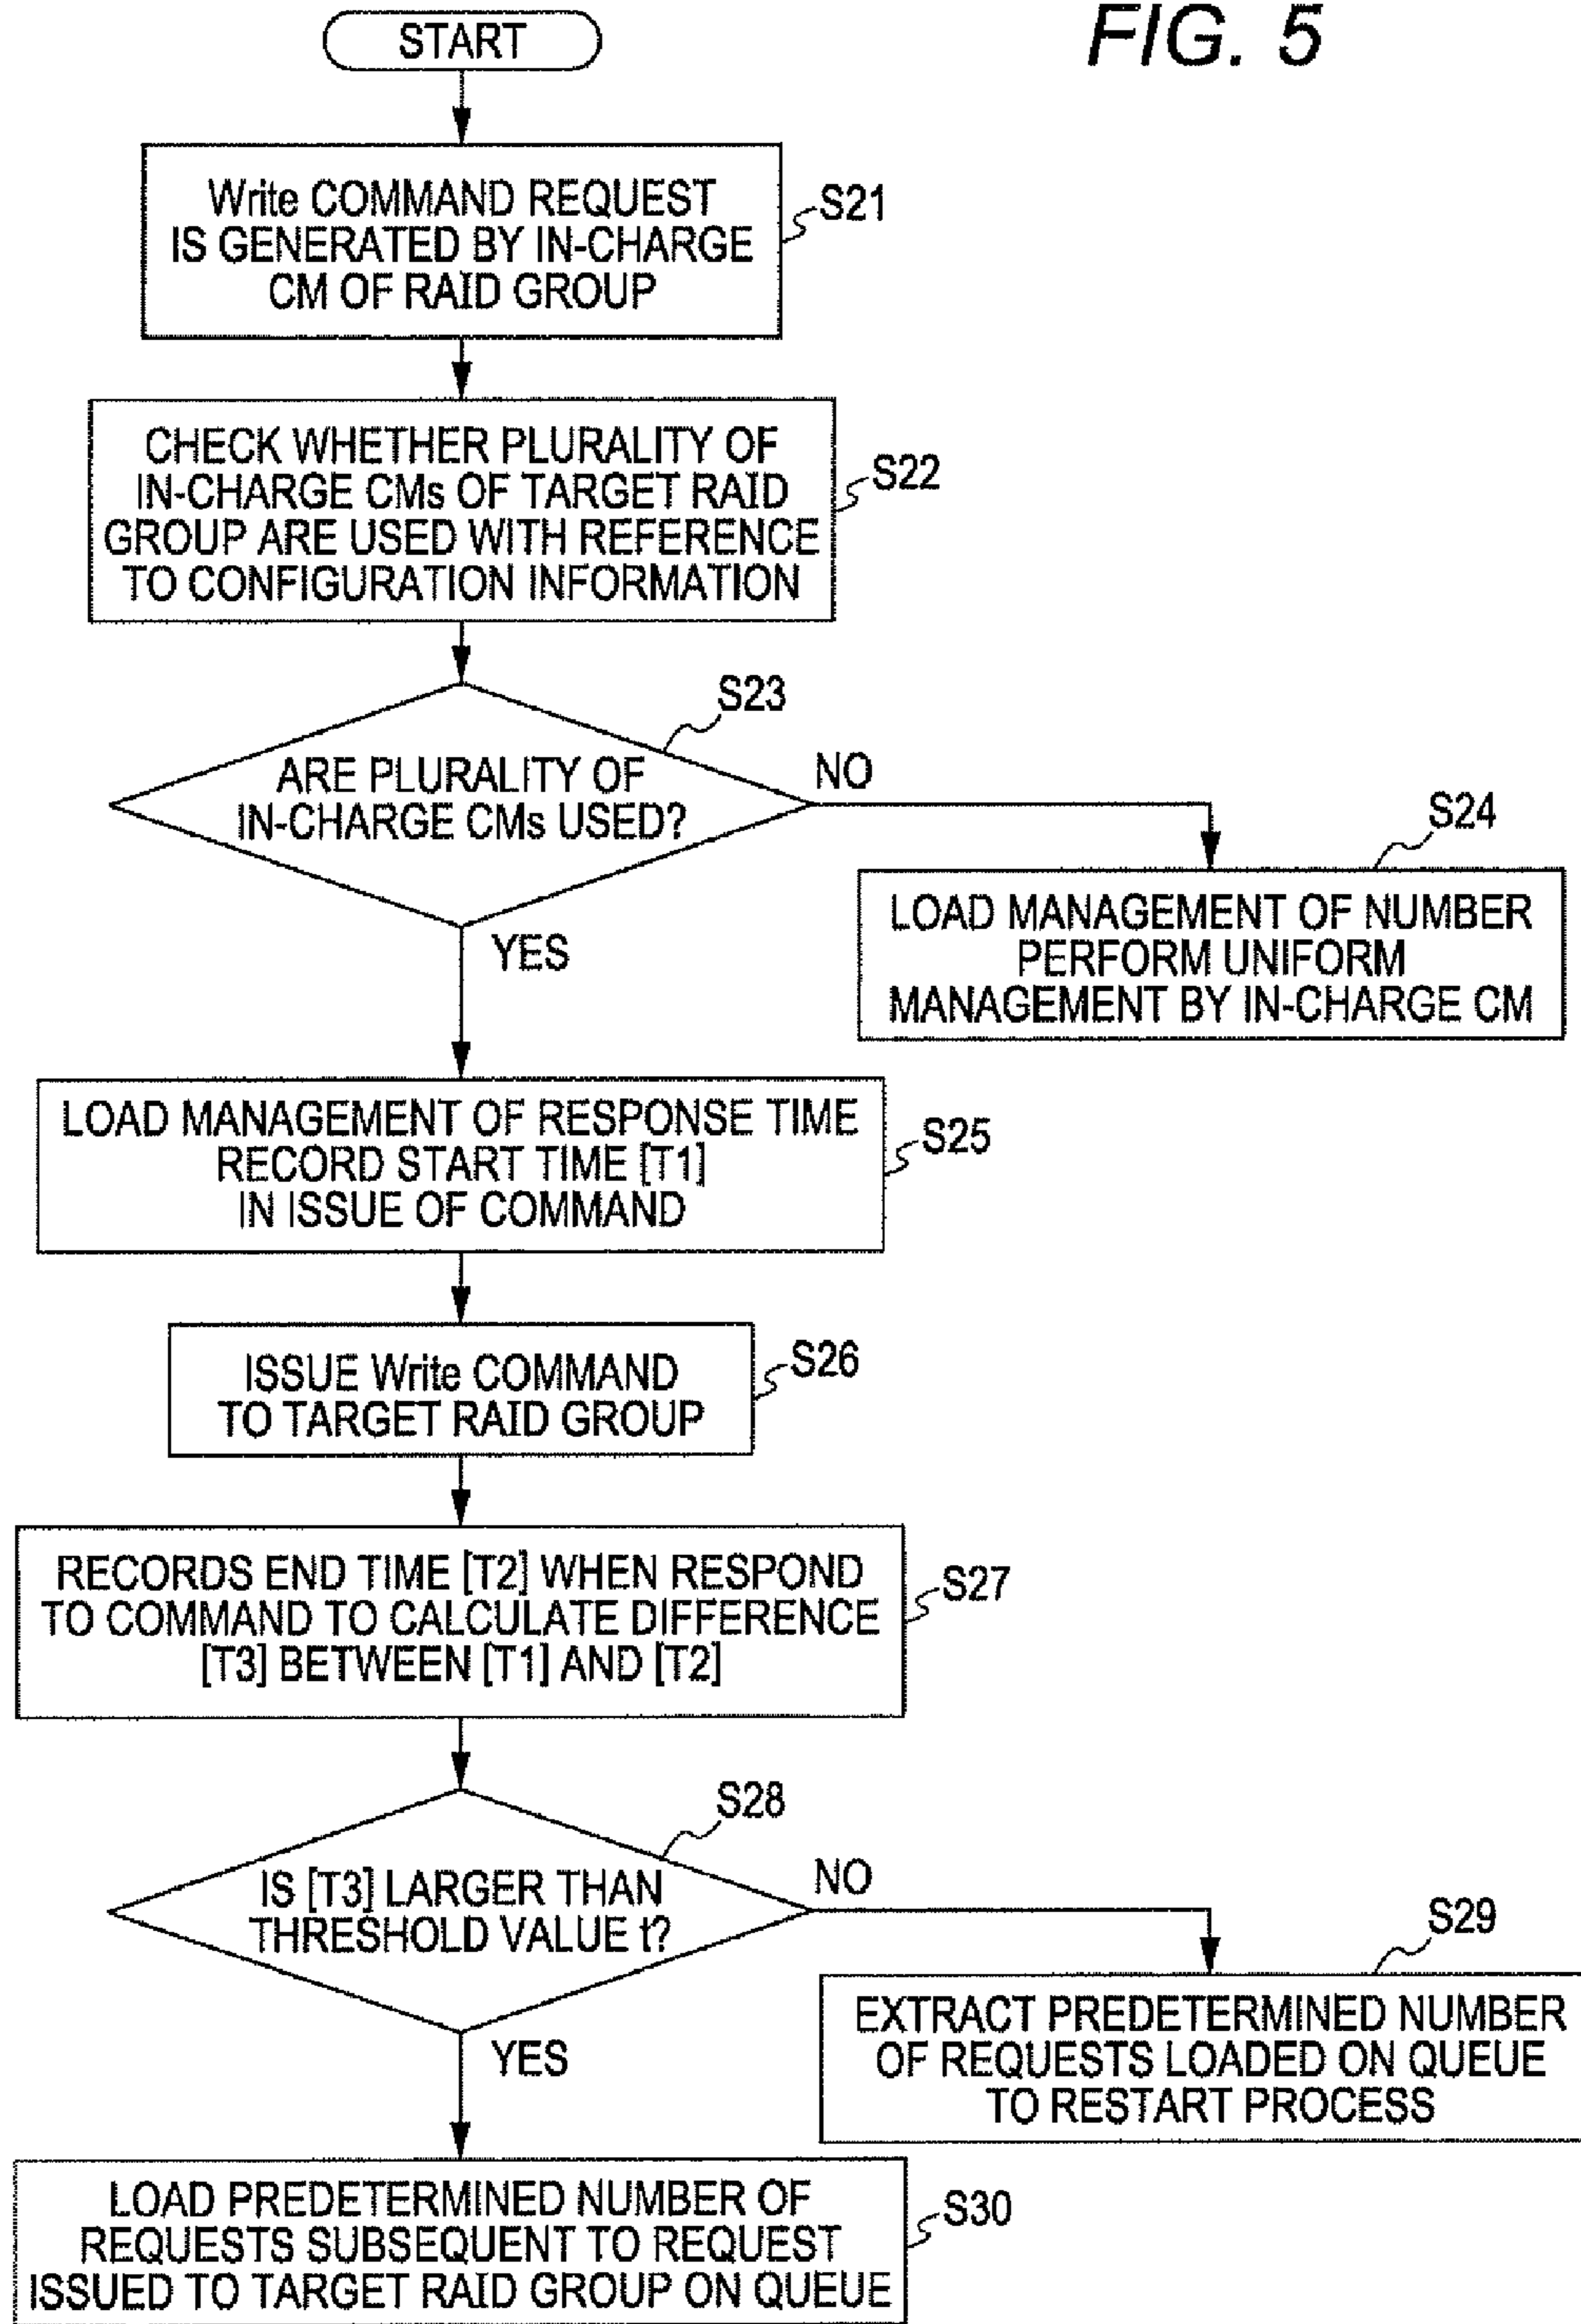 FIG. 5
START
Write COMMAND REQUEST
IS GENERATED BY IN-CHARGE
CM OF RAID GROUP
S21
CHECK WHETHER PLURALITY OF
IN-CHARGE CMs OF TARGET RAID
GROUP ARE USED WITH REFERENCE
TO CONFIGURATION INFORMATION
S22
S23
ARE PLURALITY OF
IN-CHARGE CMs USED?
NO
YES
S24
LOAD MANAGEMENT OF NUMBER
PERFORM UNIFORM
MANAGEMENT BY IN-CHARGE CM
LOAD MANAGEMENT OF RESPONSE TIME
RECORD START TIME [T1]
IN ISSUE OF COMMAND
S25
ISSUE Write COMMAND
TO TARGET RAID GROUP
S26
RECORDS END TIME [T2] WHEN RESPOND
TO COMMAND TO CALCULATE DIFFERENCE
[T3] BETWEEN [T1] AND [T2]
S27
S28
IS [T3] LARGER THAN
THRESHOLD VALUE t?
NO
YES
S29
EXTRACT PREDETERMINED NUMBER
OF REQUESTS LOADED ON QUEUE
TO RESTART PROCESS
LOAD PREDETERMINED NUMBER OF
REQUESTS SUBSEQUENT TO REQUEST
ISSUED TO TARGET RAID GROUP ON QUEUE
S30